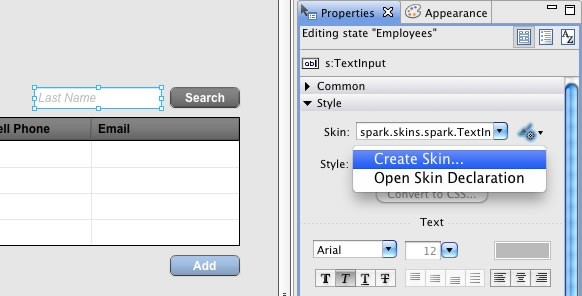 Last Name
Search
ell Phone
Email
Add
Properties
Appearance
Editing state "Employees"
s:TextInput
Common
Style
Skin:
spark.skins.spark.TextIn
Style:
Create Skin...
Open Skin Declaration
Convert to CSS...
Text
Arial
12
T T T T